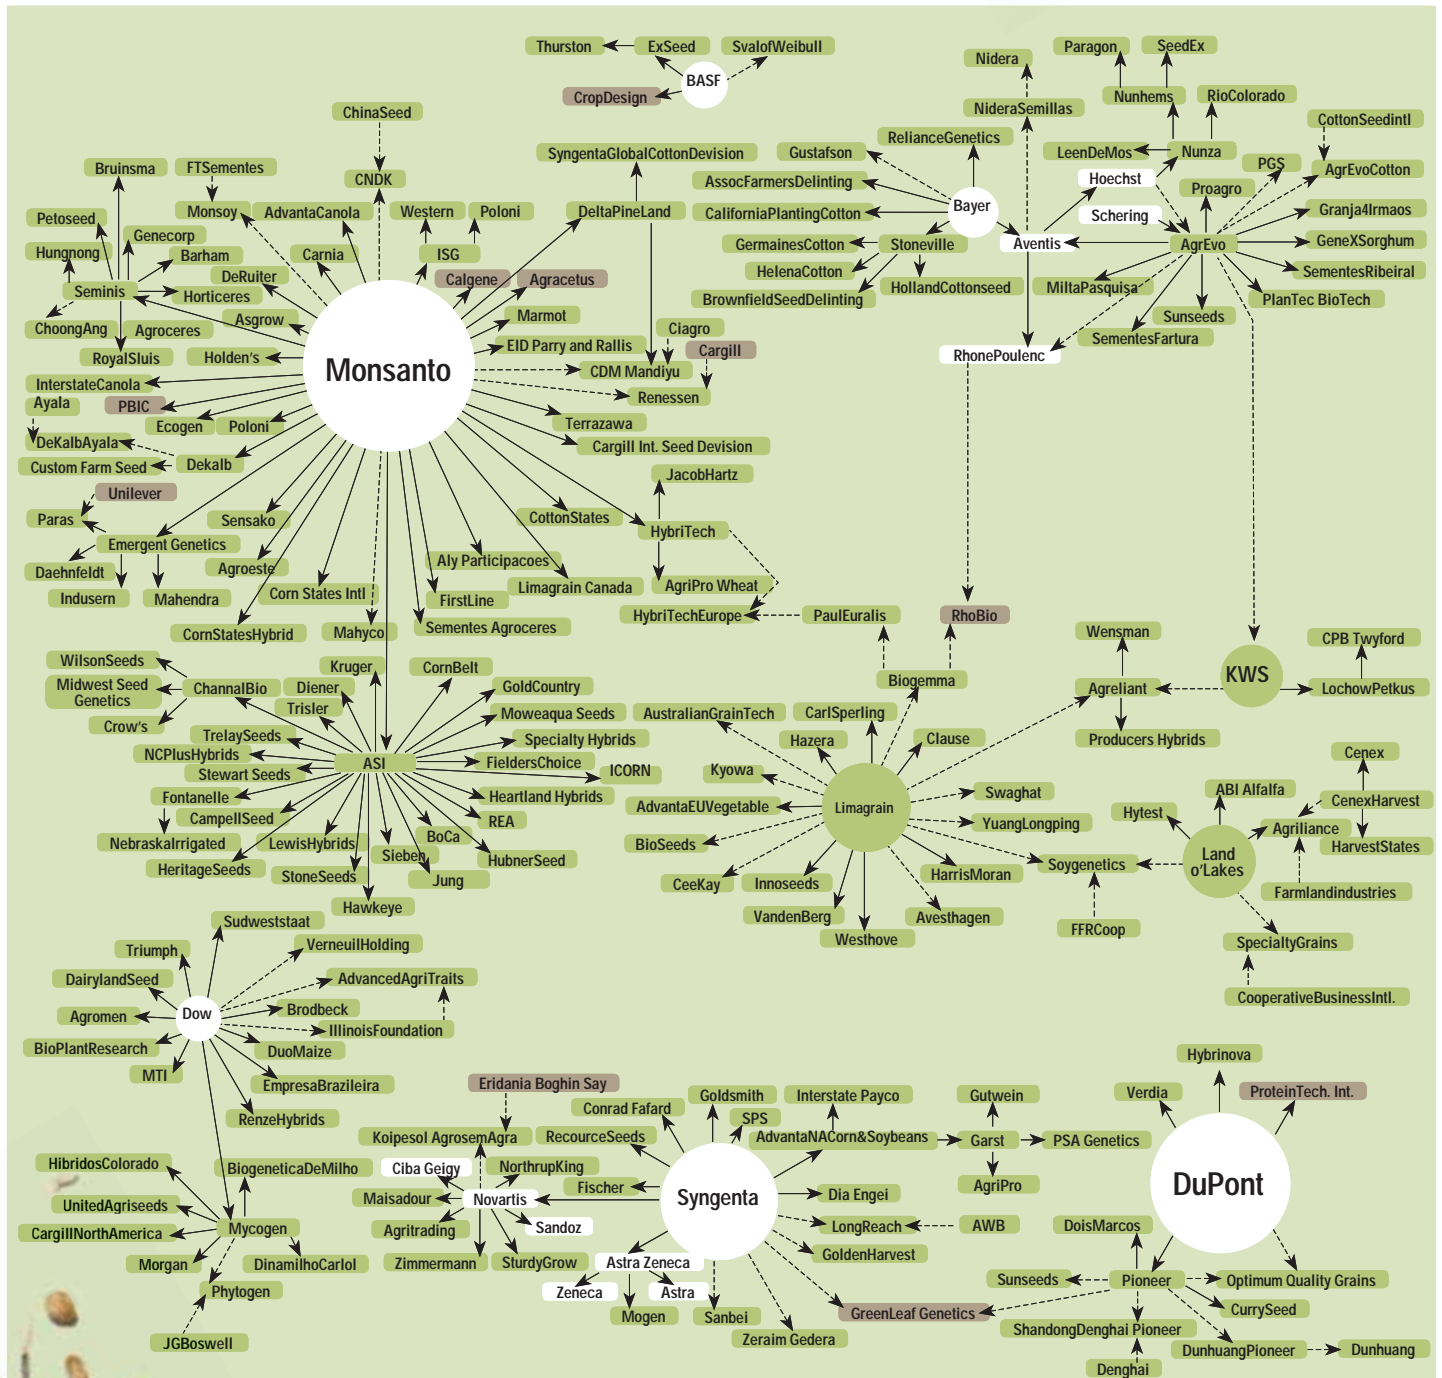 Thurston
ExSeed
SvalofWeibull
BASF
CropDesign
Paragon
SeedEx
Nidera
Nunhems
RioColorado
NideraSemillas
CottonSeedintl
ChinaSeed
RelianceGenetics
Gustafson
LeenDeMos
Nunza
PGS
AgrEvoCotton
SyngentaGlobalCottonDevision
Bruinsma
FTSementes
CNDK
AssocFarmersDelinting
Hoechst
Proagro
Petoseed
Monsoy
AdvantaCanola
Western
Poloni
DeltaPineLand
CaliforniaPlantingCotton
Bayer
Schering
Granja4Irmaos
Genecorp
Hungnong
Barham
Carnia
ISG
GermainesCotton
Stoneville
Aventis
AgrEvo
GeneXSorghum
DeRuiter
Calgene
Agracetus
HelenaCotton
SementesRibeiral
Seminis
Horticeres
HollandCottonseed
MiltaPasquisa
PlanTec BioTech
BrownfieldSeedDelinting
Asgrow
Marmot
Sunseeds
ChoongAng
Agroceres
Ciagro
SementesFartura
EID Parry and Rallis
Cargill
RoyalSluis
Holden's
RhonePoulenc
Monsanto
CDM Mandiyu
InterstateCanola
Renessen
Ayala
PBIC
Ecogen
Poloni
Terrazawa
DeKalbAyala
Cargill Int. Seed Devision
Custom Farm Seed
Dekalb
JacobHartz
Unilever
Paras
Sensako
CottonStates
HybriTech
Emergent Genetics
Aly Participacoes
Daehnfeldt
Agroeste
Indusern
Mahendra
Corn States Intl
FirstLine
Limagrain Canada
AgriPro Wheat
HybriTechEurope
PaulEuralis
RhoBio
CornStatesHybrid
Mahyco
Sementes Agroceres
Wensman
CPB Twyford
WilsonSeeds
Kruger
CornBelt
KWS
Midwest Seed
Genetics
ChannalBio
Diener
GoldCountry
Biogemma
Agreliant
LochowPetkus
Trisler
Moweaqua Seeds
AustralianGrainTech
CarlSperling
Crow's
TrelaySeeds
Specialty Hybrids
Hazera
Clause
Producers Hybrids
NCPlusHybrids
ASI
FieldersChoice
Cenex
Stewart Seeds
ICORN
Kyowa
Swaghat
ABI Alfalfa
Fontanelle
Heartland Hybrids
AdvantaEUVegetable
Limagrain
Hytest
CenexHarvest
CampellSeed
REA
YuangLongping
Agriliance
NebraskaIrrigated
LewisHybrids
Sieben
BoCa
BioSeeds
HarvestStates
HeritageSeeds
HubnerSeed
Soygenetics
Land
o'Lakes
StoneSeeds
Jung
CeeKay
Innoseeds
HarrisMoran
Farmlandindustries
Hawkeye
VandenBerg
Avesthagen
Sudweststaat
Westhove
FFRCoop
Triumph
VerneuilHolding
SpecialtyGrains
DairylandSeed
AdvancedAgriTraits
CooperativeBusinessIntl.
Agromen
Dow
Brodbeck
IllinoisFoundation
BioPlantResearch
DuoMaize
MTI
EmpresaBrazileira
Hybrinova
Eridania Boghin Say
Goldsmith
Interstate Payco
Gutwein
Verdia
ProteinTech. Int.
RenzeHybrids
Conrad Fafard
SPS
Koipesol AgrosemAgra
RecourceSeeds
AdvantaNACorn&Soybeans
Garst
PSA Genetics
HibridosColorado
BiogeneticaDeMilho
Ciba Geigy
NorthrupKing
Fischer
AgriPro
DuPont
UnitedAgriseeds
Maisadour
Novartis
Syngenta
Dia Engei
CargillNorthAmerica
Mycogen
Agritrading
Sandoz
LongReach
AWB
DoisMarcos
Morgan
DinamilhoCarlol
Zimmermann
SturdyGrow
Astra Zeneca
GoldenHarvest
Phytogen
Zeneca
Astra
Sunseeds
Pioneer
Optimum Quality Grains
Mogen
Sanbei
GreenLeaf Genetics
CurrySeed
JGBoswell
Zeraim Gedera
ShandongDenghai Pioneer
DunhuangPioneer
Dunhuang
Denghai